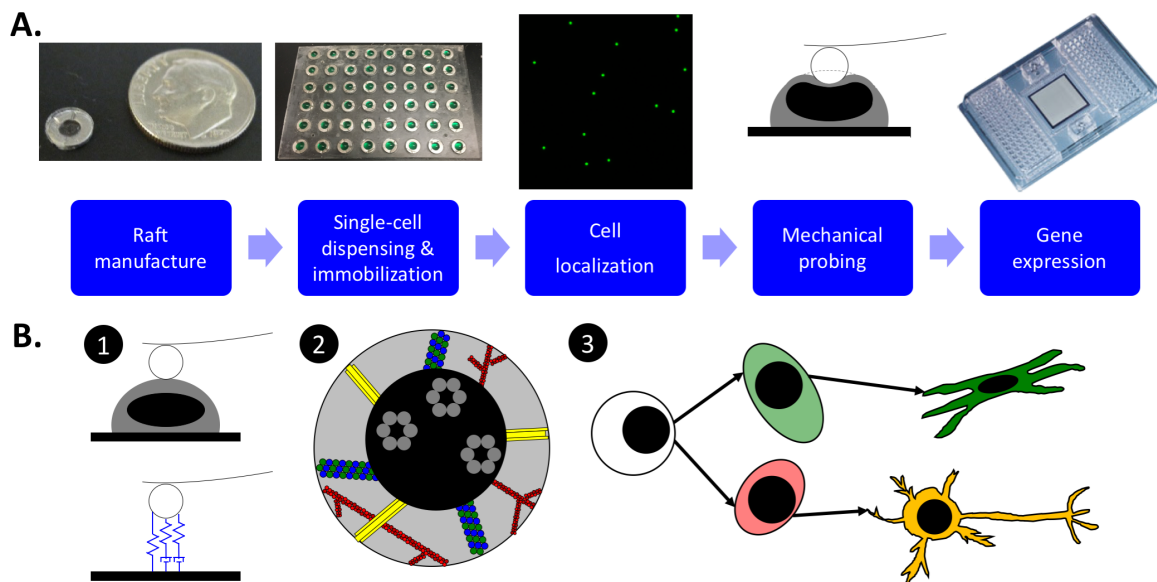 A.
Raft
manufacture
Single-cell
dispensing &
immobilization
Cell
localization
Mechanical
probing
Gene
expression
B.
1
2
3